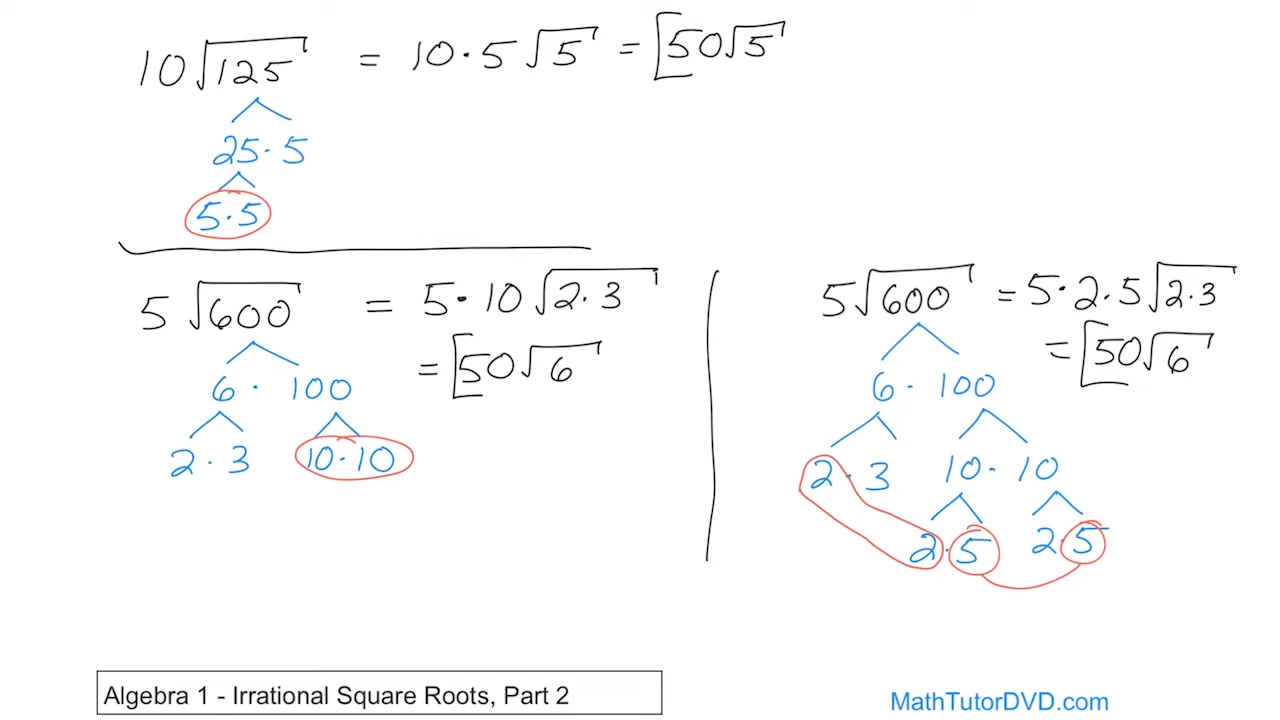 10√125 = 10·5√5 = [50√5
25·5
5·5
5√600 = 5·10√2·3
= [50√6
6 · 100
2·3 10·10
5√600 = 5·2·5√2·3
= [50√6
6 · 100
2·3 10·10
2·5 2·5
Algebra 1 - Irrational Square Roots, Part 2
MathTutorDVD.com